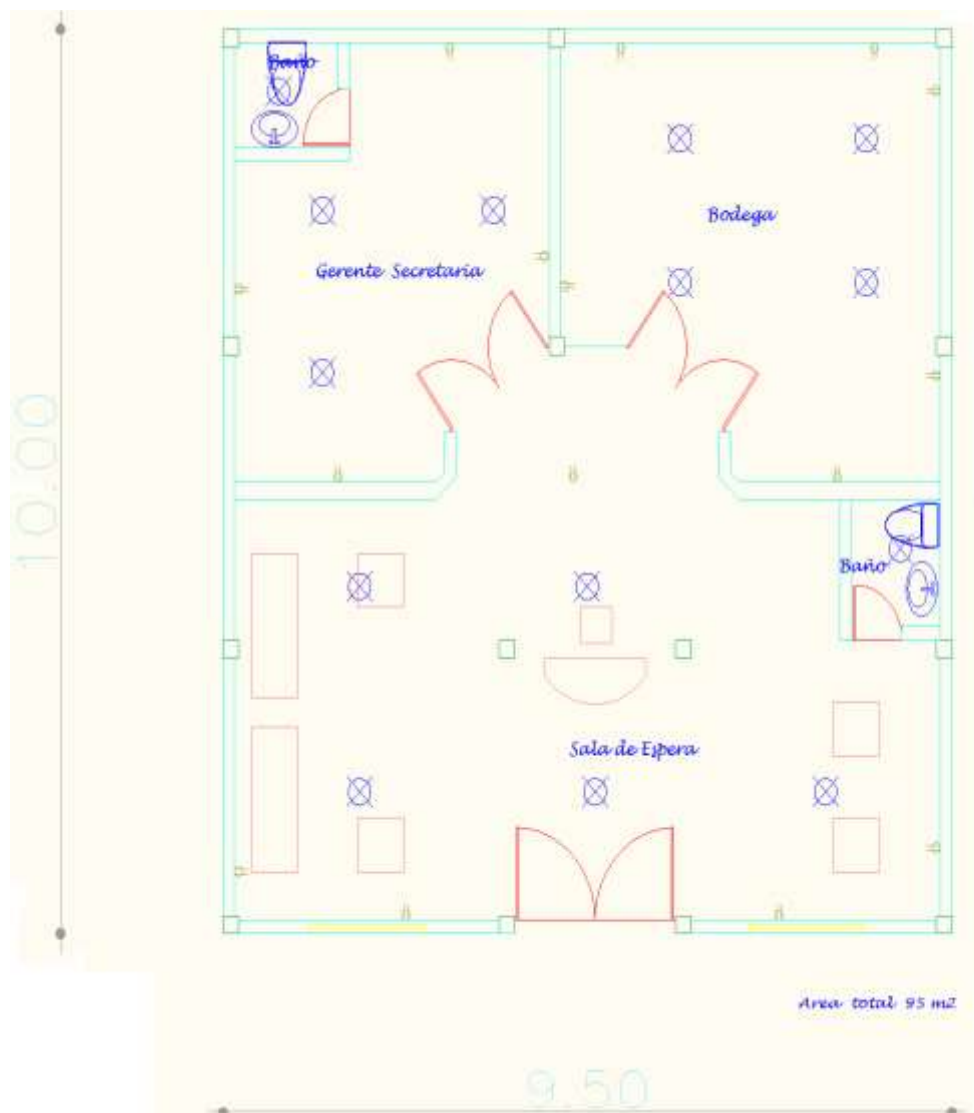 Baño
Bodega
Gerente Secretaria
10.00
Baño
Sala de Espera
Area total 95 m2
9.50